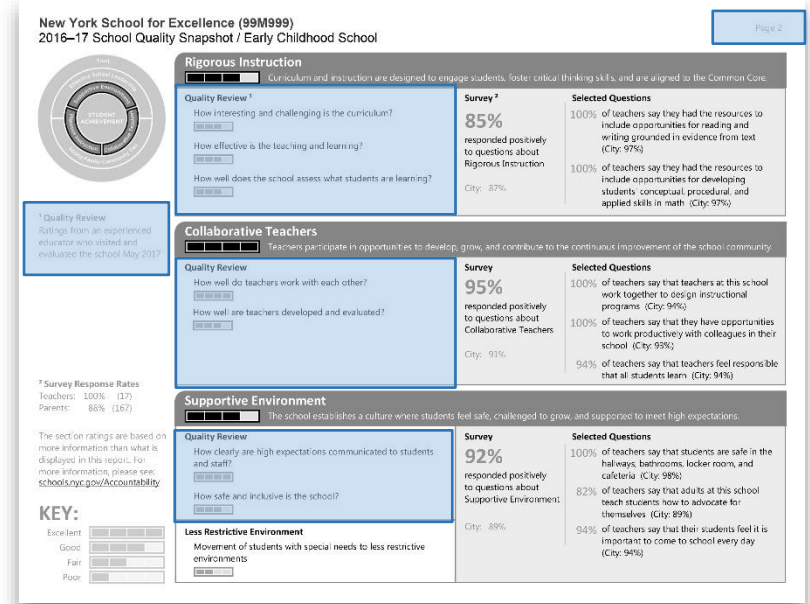 New York School for Excellence (99M999)
2016–17 School Quality Snapshot / Early Childhood School
Page 2
STUDENT
ACHIEVEMENT
¹ Quality Review
Ratings from an experienced
educator who visited and
evaluated the school May 2017
² Survey Response Rates
Teachers: 100% (17)
Parents: 88% (167)
The section ratings are based on
more information than what is
displayed in this report. For
more information, please see:
schools.nyc.gov/Accountability
KEY:
Excellent
Good
Fair
Poor
Rigorous Instruction
Curriculum and instruction are designed to engage students, foster critical thinking skills, and are aligned to the Common Core.
Quality Review ¹
How interesting and challenging is the curriculum?
How effective is the teaching and learning?
How well does the school assess what students are learning?
Survey ²
85%
responded positively
to questions about
Rigorous Instruction
City: 87%
Selected Questions
100% of teachers say they had the resources to
include opportunities for reading and
writing grounded in evidence from text
(City: 97%)
100% of teachers say they had the resources to
include opportunities for developing
students' conceptual, procedural, and
applied skills in math (City: 97%)
Collaborative Teachers
Teachers participate in opportunities to develop, grow, and contribute to the continuous improvement of the school community.
Quality Review
How well do teachers work with each other?
How well are teachers developed and evaluated?
Survey
95%
responded positively
to questions about
Collaborative Teachers
City: 91%
Selected Questions
100% of teachers say that teachers at this school
work together to design instructional
programs (City: 94%)
100% of teachers say that they have opportunities
to work productively with colleagues in their
school (City: 93%)
94% of teachers say that teachers feel responsible
that all students learn (City: 94%)
Supportive Environment
The school establishes a culture where students feel safe, challenged to grow, and supported to meet high expectations.
Quality Review
How clearly are high expectations communicated to students
and staff?
How safe and inclusive is the school?
Less Restrictive Environment
Movement of students with special needs to less restrictive
environments
Survey
92%
responded positively
to questions about
Supportive Environment
City: 89%
Selected Questions
100% of teachers say that students are safe in the
hallways, bathrooms, locker room, and
cafeteria (City: 98%)
82% of teachers say that adults at this school
teach students how to advocate for
themselves (City: 89%)
94% of teachers say that their students feel it is
important to come to school every day
(City: 94%)